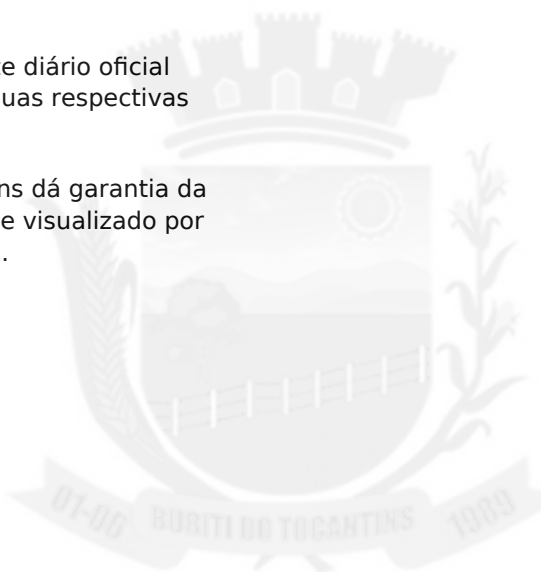 e diário oficial
uas respectivas
ns dá garantia da
e visualizado por
.
01-06 BURITI DO TOCANTINS 1989